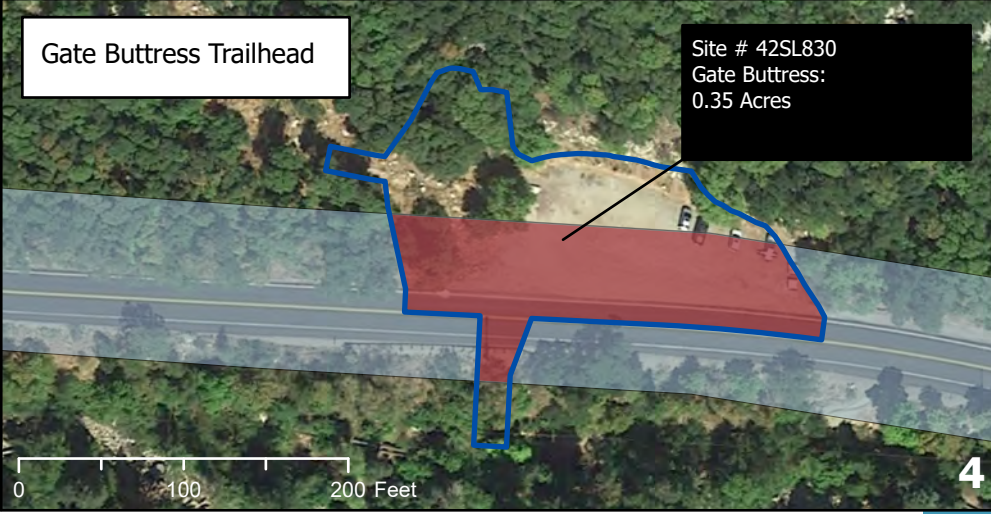 Gate Buttress Trailhead
Site # 42SL830
Gate Buttress:
0.35 Acres
0 100 200 Feet
4